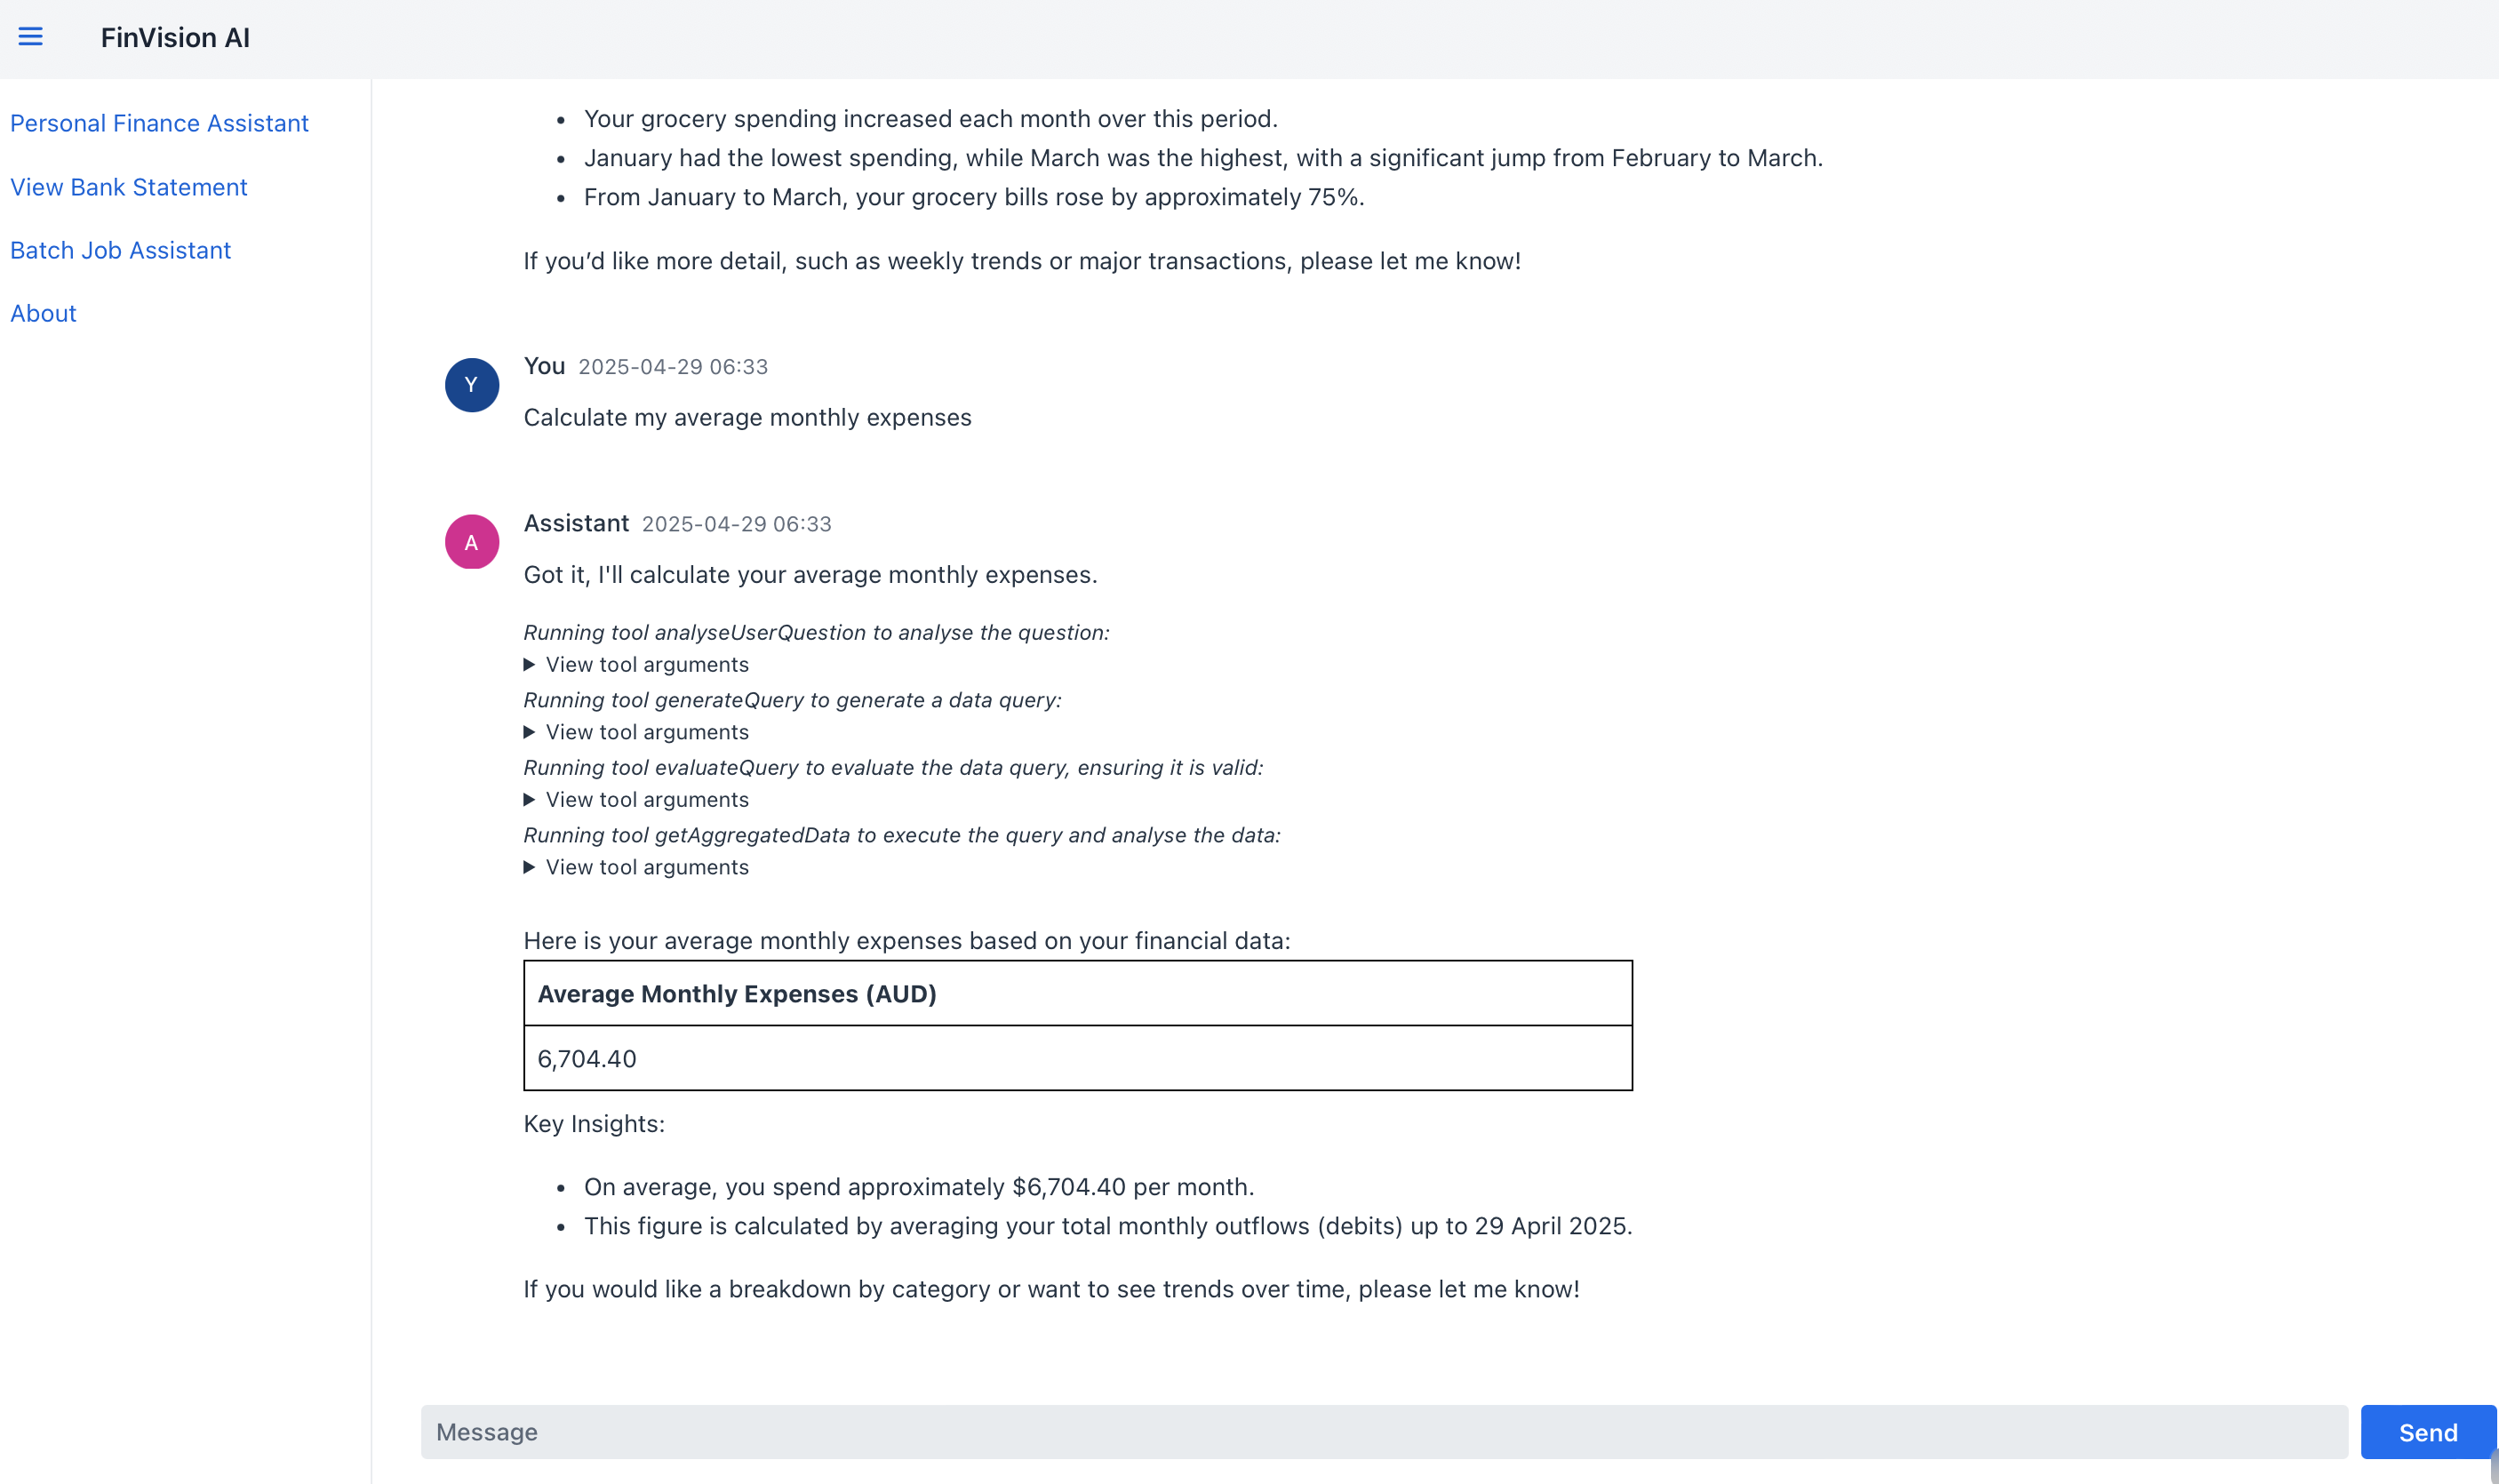 FinVision AI
Personal Finance Assistant
View Bank Statement
Batch Job Assistant
About
• Your grocery spending increased each month over this period.
• January had the lowest spending, while March was the highest, with a significant jump from February to March.
• From January to March, your grocery bills rose by approximately 75%.
If you’d like more detail, such as weekly trends or major transactions, please let me know!
Y
You 2025-04-29 06:33
Calculate my average monthly expenses
A
Assistant 2025-04-29 06:33
Got it, I'll calculate your average monthly expenses.
Running tool analyseUserQuestion to analyse the question:
▶ View tool arguments
Running tool generateQuery to generate a data query:
▶ View tool arguments
Running tool evaluateQuery to evaluate the data query, ensuring it is valid:
▶ View tool arguments
Running tool getAggregatedData to execute the query and analyse the data:
▶ View tool arguments
Here is your average monthly expenses based on your financial data:
Average Monthly Expenses (AUD)
6,704.40
Key Insights:
• On average, you spend approximately $6,704.40 per month.
• This figure is calculated by averaging your total monthly outflows (debits) up to 29 April 2025.
If you would like a breakdown by category or want to see trends over time, please let me know!
Message
Send